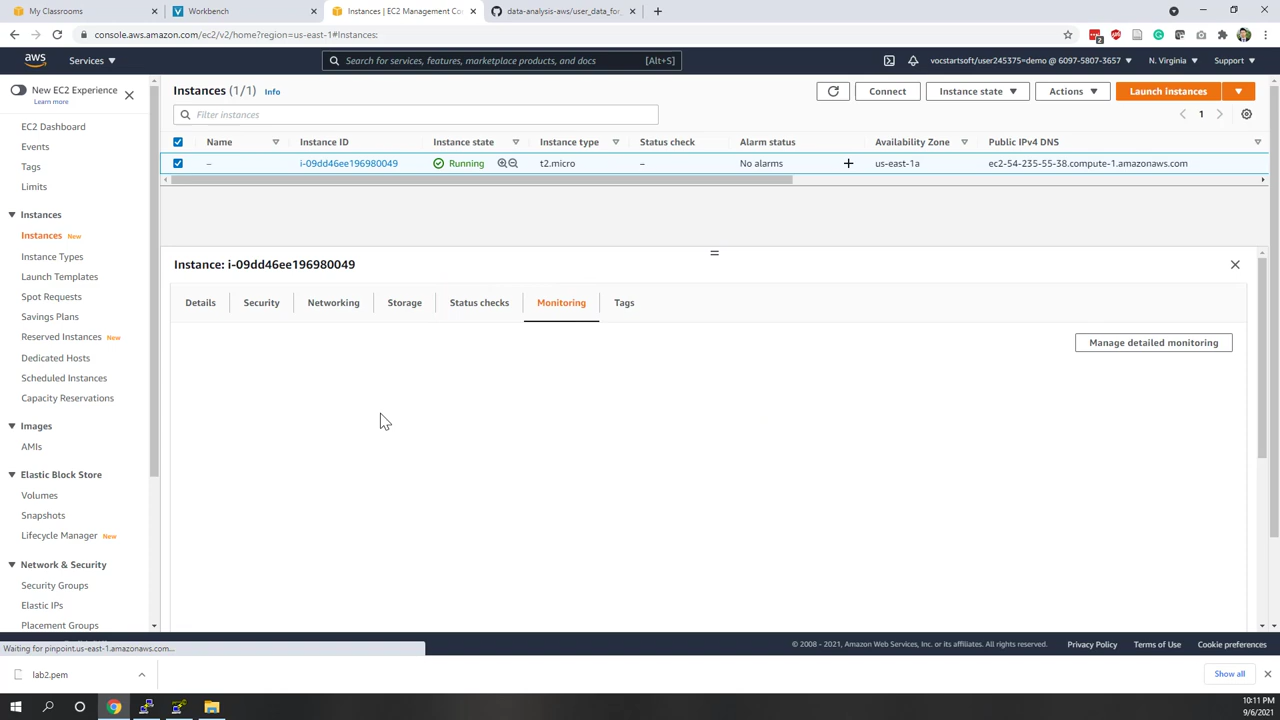 My Classrooms
Workbench
Instances | EC2 Management Co
data-analysis-aws/user_data_for_
console.aws.amazon.com/ec2/v2/home?region=us-east-1#Instances:
2
aws
Services
Search for services, features, marketplace products, and docs
[Alt+S]
vocstartsoft/user245375=demo @ 6097-5807-3657
N. Virginia
Support
New EC2 Experience
Learn more
EC2 Dashboard
Events
Tags
Limits
Instances
Instances New
Instance Types
Launch Templates
Spot Requests
Savings Plans
Reserved Instances New
Dedicated Hosts
Scheduled Instances
Capacity Reservations
Images
AMIs
Elastic Block Store
Volumes
Snapshots
Lifecycle Manager New
Network & Security
Security Groups
Elastic IPs
Placement Groups
Instances (1/1) Info
Connect
Instance state
Actions
Launch instances
Filter instances
1
Name Instance ID Instance state Instance type Status check Alarm status Availability Zone Public IPv4 DNS
– i-09dd46ee196980049 Running t2.micro – No alarms + us-east-1a ec2-54-235-55-38.compute-1.amazonaws.com
Instance: i-09dd46ee196980049
Details Security Networking Storage Status checks Monitoring Tags
Manage detailed monitoring
Waiting for pinpoint.us-east-1.amazonaws.com...
© 2008 - 2021, Amazon Web Services, Inc. or its affiliates. All rights reserved. Privacy Policy Terms of Use Cookie preferences
lab2.pem
Show all
10:11 PM
9/6/2021